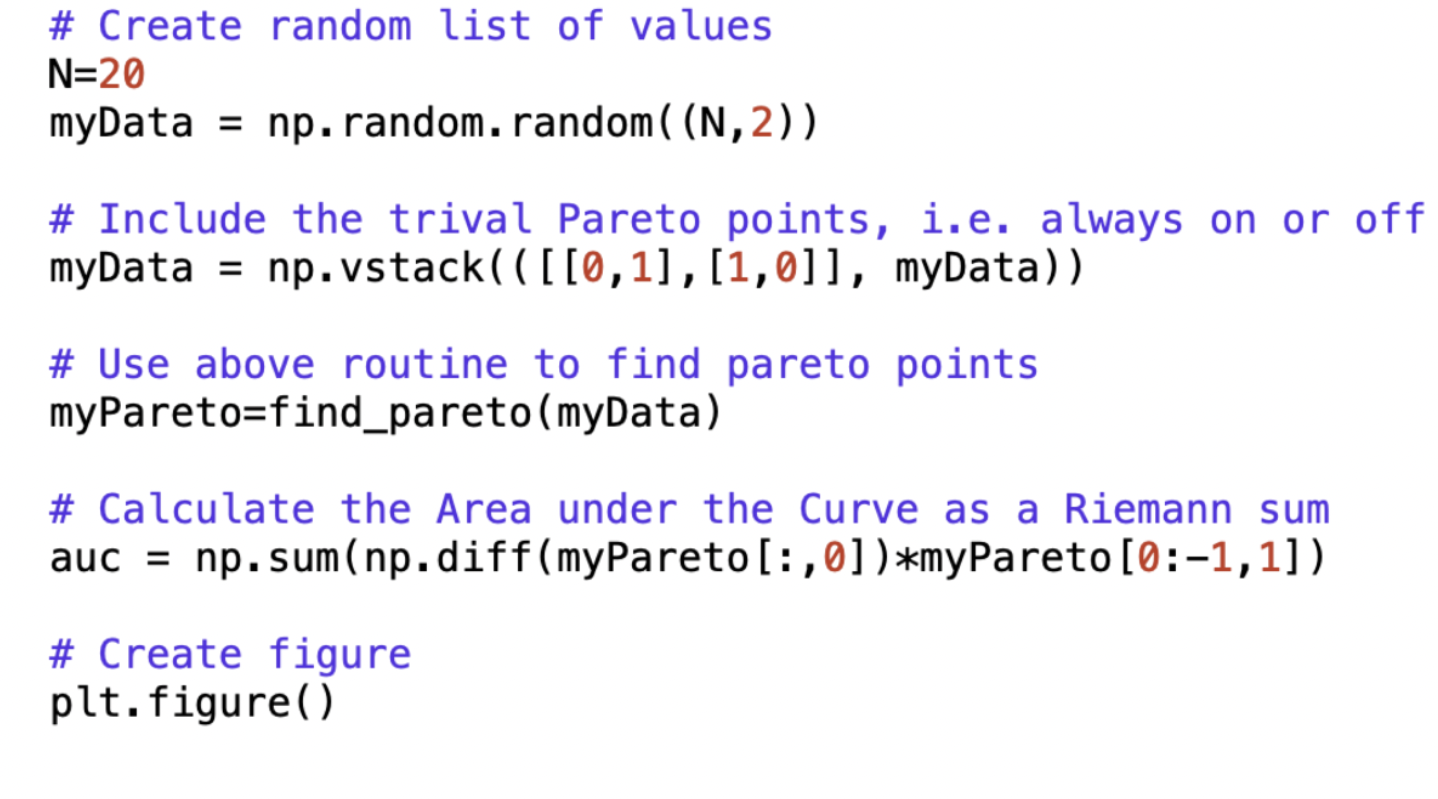 # Create random list of values
N=20
myData = np.random.random((N,2))
# Include the trival Pareto points, i.e. always on or off
myData = np.vstack(([[0,1],[1,0]], myData))
# Use above routine to find pareto points
myPareto=find_pareto(myData)
# Calculate the Area under the Curve as a Riemann sum
auc = np.sum(np.diff(myPareto[:,0])*myPareto[0:-1,1])
# Create figure
plt.figure()